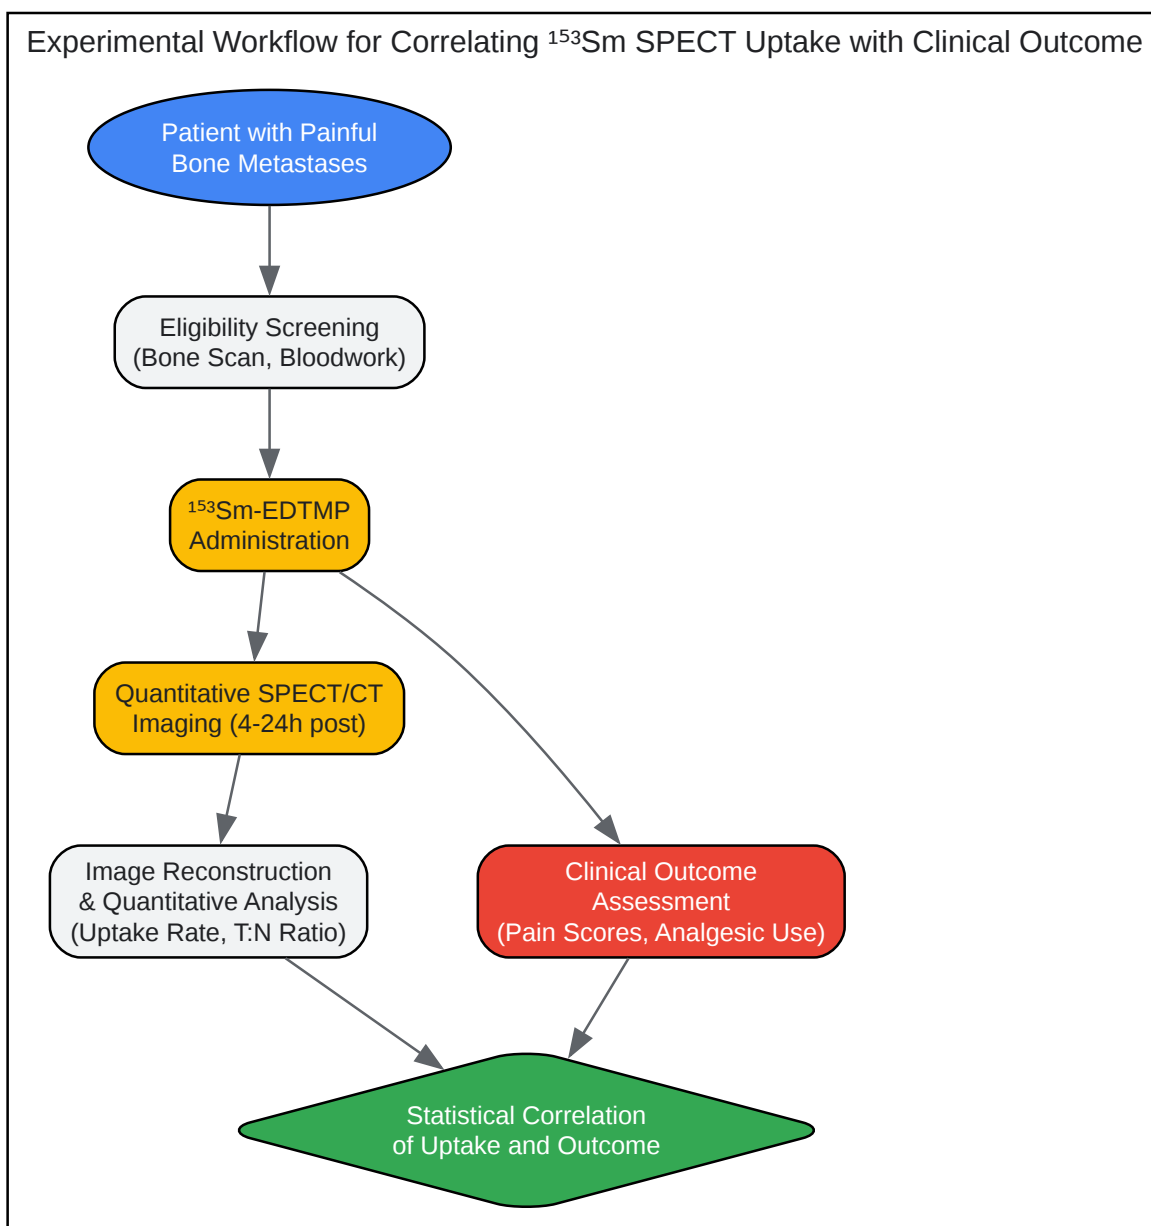 Experimental Workflow for Correlating ¹⁵³Sm SPECT Uptake with Clinical Outcome
Patient with Painful
Bone Metastases
Eligibility Screening
(Bone Scan, Bloodwork)
¹⁵³Sm-EDTMP
Administration
Quantitative SPECT/CT
Imaging (4-24h post)
Image Reconstruction
& Quantitative Analysis
(Uptake Rate, T:N Ratio)
Clinical Outcome
Assessment
(Pain Scores, Analgesic Use)
Statistical Correlation
of Uptake and Outcome